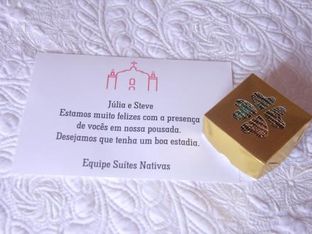 Júlia e Steve
Estamos muito felizes com a presença
de vocês em nossa pousada.
Desejamos que tenha um boa estadia.
Equipe Suítes Nativas